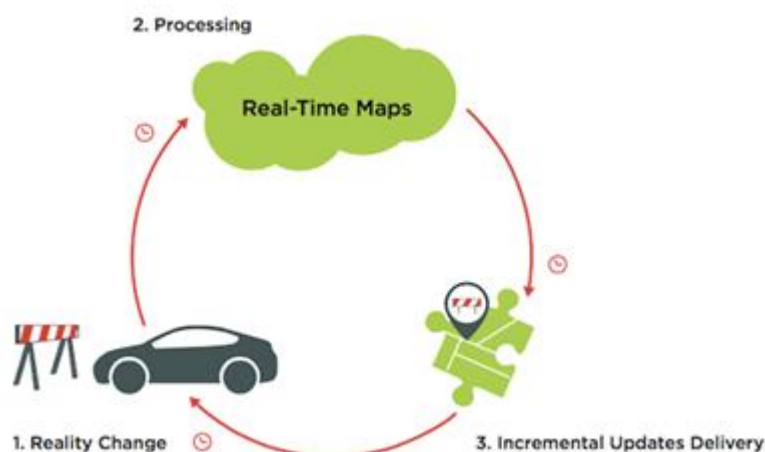 2. Processing
Real-Time Maps
1. Reality Change
3. Incremental Updates Delivery